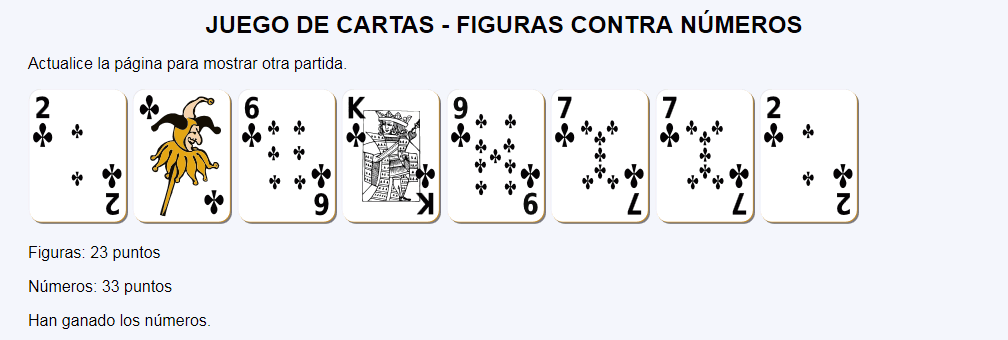 JUEGO DE CARTAS - FIGURAS CONTRA NÚMEROS
Actualice la página para mostrar otra partida.
2 6 K 9 7 7 2
2 6 K 9 7 7 2
Figuras: 23 puntos
Números: 33 puntos
Han ganado los números.